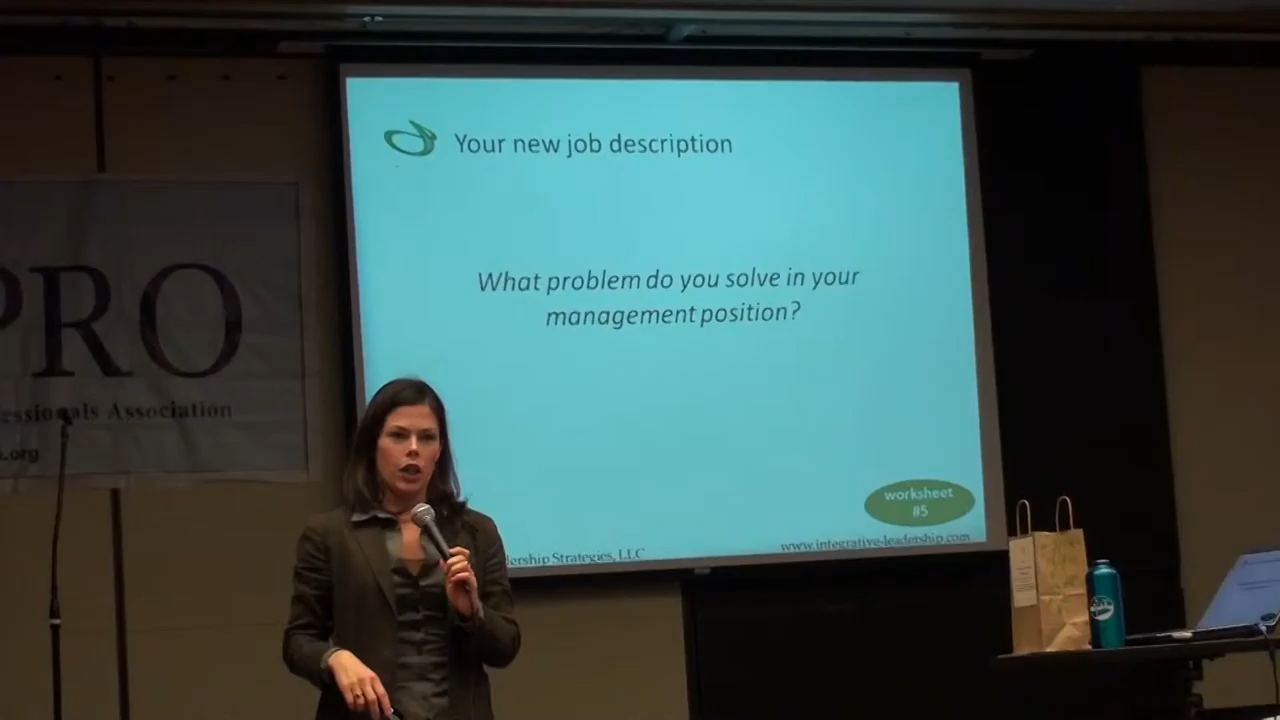 Your new job description
What problem do you solve in your
management position?
worksheet
#5
www.integrative-leadership.com
dership Strategies, LLC
PRO
essionals Association
.org